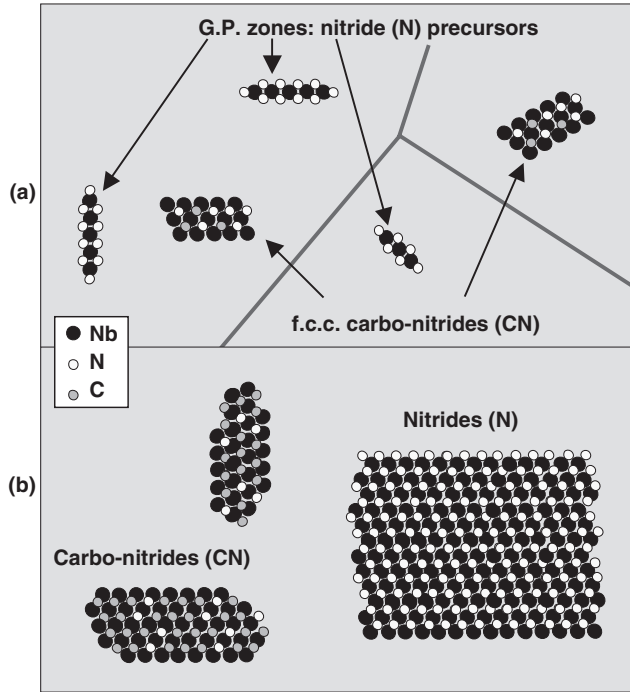 G.P. zones: nitride (N) precursors
(a)
f.c.c. carbo-nitrides (CN)
Nb
N
C
Nitrides (N)
(b)
Carbo-nitrides (CN)